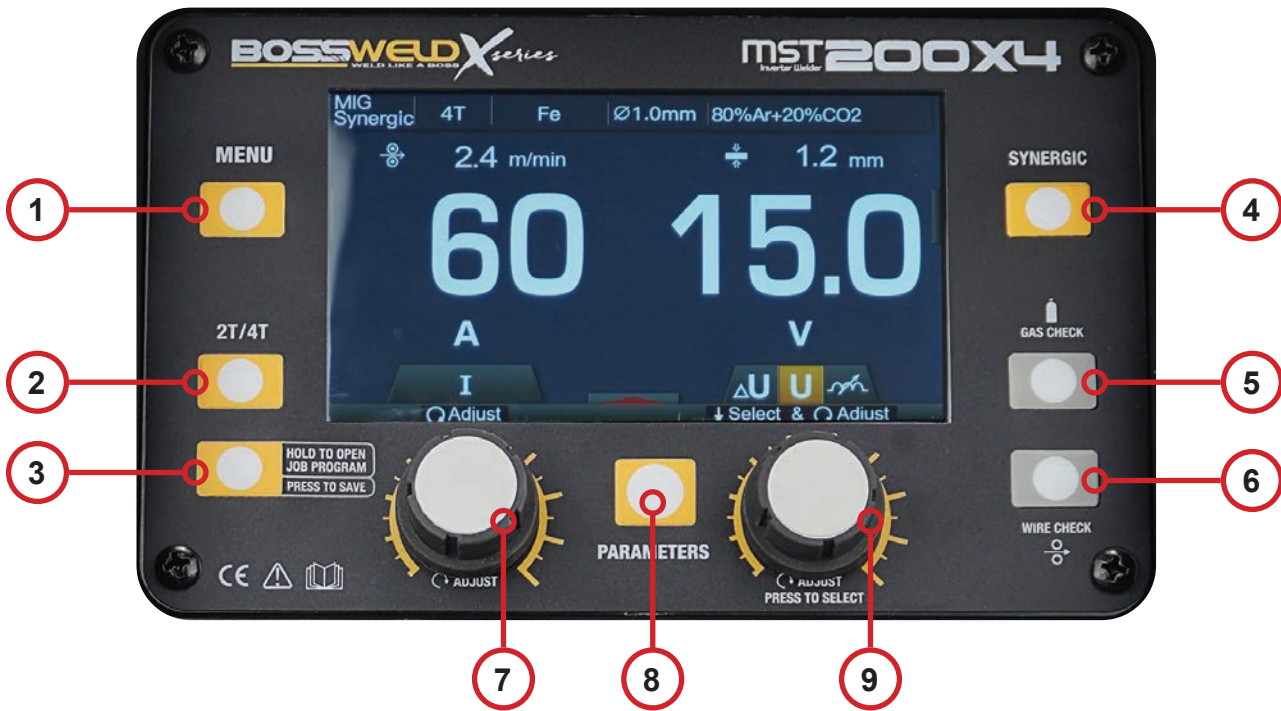 BOSSWELD X series
WELD LIKE A BOSS
MST 200X4
Inverter Welder
MIG Synergic 4T Fe Ø1.0mm 80%Ar+20%CO2
2.4 m/min 1.2 mm
60 15.0
A V
I ΔU U
Adjust Select & Adjust
MENU
1
2T/4T
2
3
HOLD TO OPEN
JOB PROGRAM
PRESS TO SAVE
SYNERGIC
4
GAS CHECK
5
6
WIRE CHECK
CE
ADJUST
PARAMETERS
ADJUST
PRESS TO SELECT
7 8 9